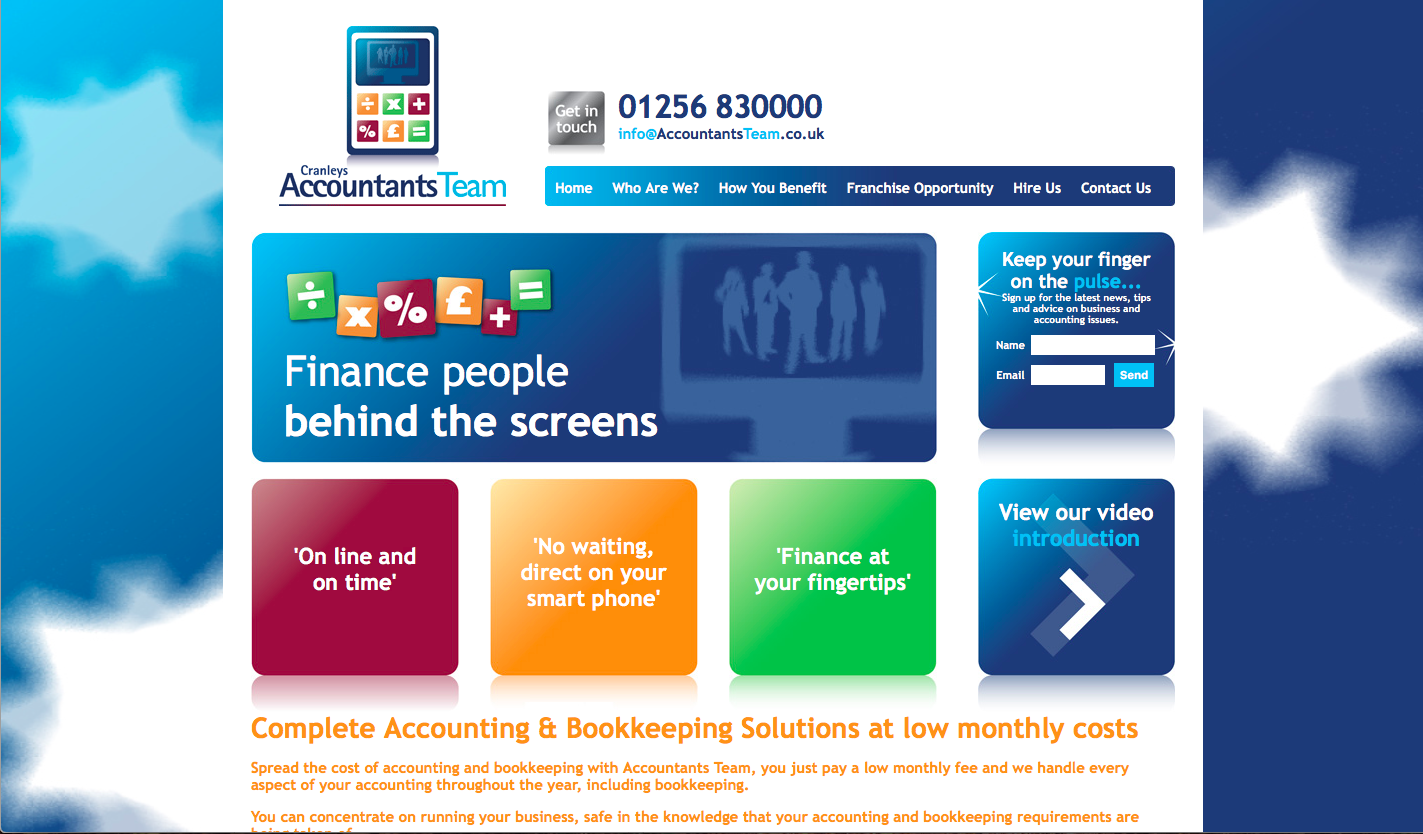 ÷ x +
% £ =
Cranleys
AccountantsTeam
Get in
touch
01256 830000
info@AccountantsTeam.co.uk
Home Who Are We? How You Benefit Franchise Opportunity Hire Us Contact Us
÷ x % £ + =
Finance people
behind the screens
Keep your finger
on the pulse...
Sign up for the latest news, tips
and advice on business and
accounting issues.
Name
Email Send
'On line and
on time'
'No waiting,
direct on your
smart phone'
'Finance at
your fingertips'
View our video
introduction
Complete Accounting & Bookkeeping Solutions at low monthly costs
Spread the cost of accounting and bookkeeping with Accountants Team, you just pay a low monthly fee and we handle every
aspect of your accounting throughout the year, including bookkeeping.
You can concentrate on running your business, safe in the knowledge that your accounting and bookkeeping requirements are
being taken of